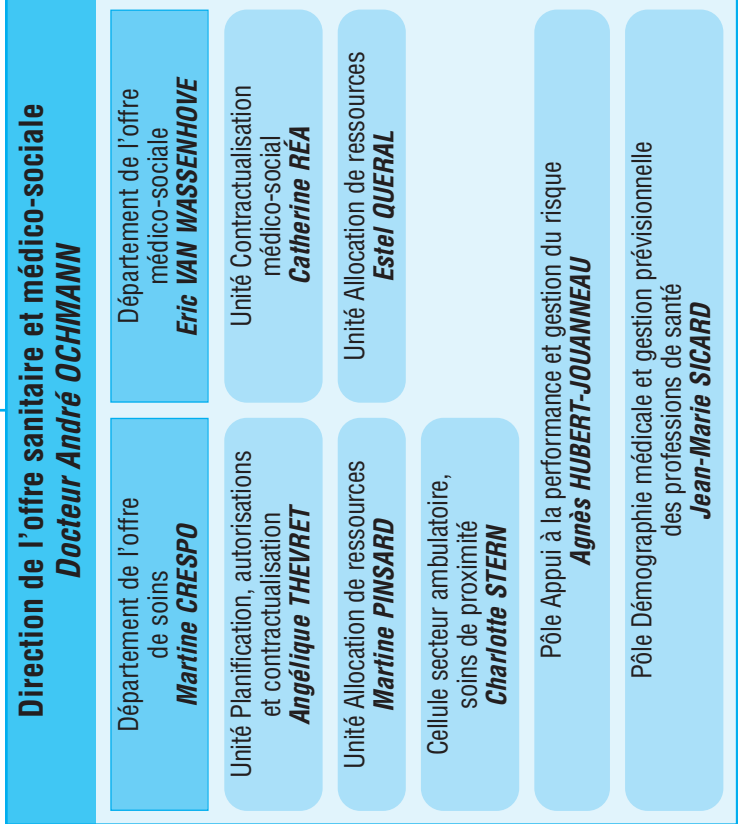 Direction de l'offre sanitaire et médico-sociale
Docteur André OCHMANN
Département de l'offre
de soins
Martine CRESPO
Département de l'offre
médico-sociale
Eric VAN WASSENHOVE
Unité Planification, autorisations
et contractualisation
Angélique THEVRET
Unité Contractualisation
médico-social
Catherine RÉA
Unité Allocation de ressources
Martine PINSARD
Unité Allocation de ressources
Estel QUERAL
Cellule secteur ambulatoire,
soins de proximité
Charlotte STERN
Pôle Appui à la performance et gestion du risque
Agnès HUBERT-JOUANNEAU
Pôle Démographie médicale et gestion prévisionnelle
des professions de santé
Jean-Marie SICARD